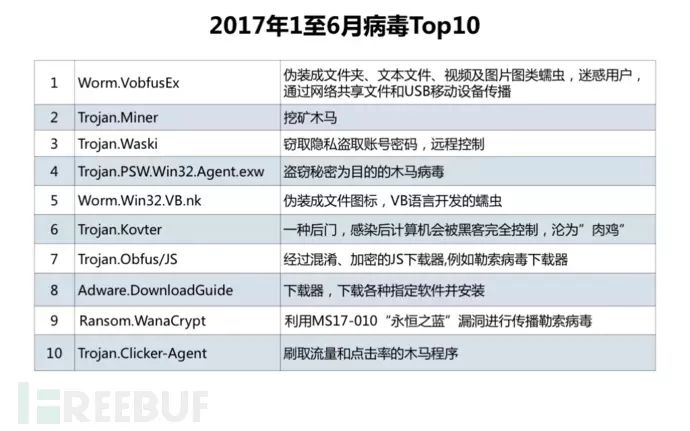 2017年1至6月病毒Top10
1 Worm.VobfusEx 伪装成文件夹、文本文件、视频及图片图类蠕虫，迷惑用户，
通过网络共享文件和USB移动设备传播
2 Trojan.Miner 挖矿木马
3 Trojan.Waski 窃取隐私盗取账号密码，远程控制
4 Trojan.PSW.Win32.Agent.exw 盗窃秘密为目的的木马病毒
5 Worm.Win32.VB.nk 伪装成文件图标，VB语言开发的蠕虫
6 Trojan.Kovter 一种后门，感染后计算机会被黑客完全控制，沦为”肉鸡”
7 Trojan.Obfus/JS 经过混淆、加密的JS下载器,例如勒索病毒下载器
8 Adware.DownloadGuide 下载器，下载各种指定软件并安装
9 Ransom.WanaCrypt 利用MS17-010“永恒之蓝”漏洞进行传播勒索病毒
10 Trojan.Clicker-Agent 刷取流量和点击率的木马程序
FREEBUF